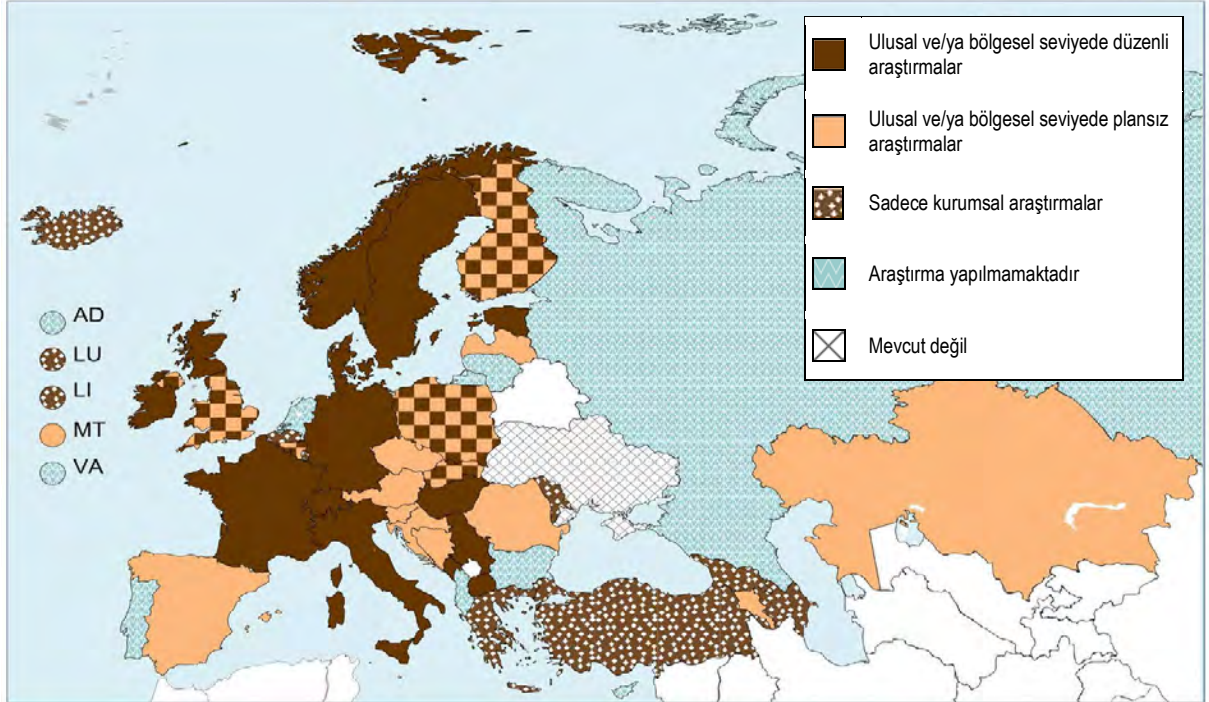 Ulusal ve/ya bölgesel seviyede düzenli
araştırmalar
Ulusal ve/ya bölgesel seviyede plansız
araştırmalar
Sadece kurumsal araştırmalar
Araştırma yapılmamaktadır
Mevcut değil
AD
LU
LI
MT
VA